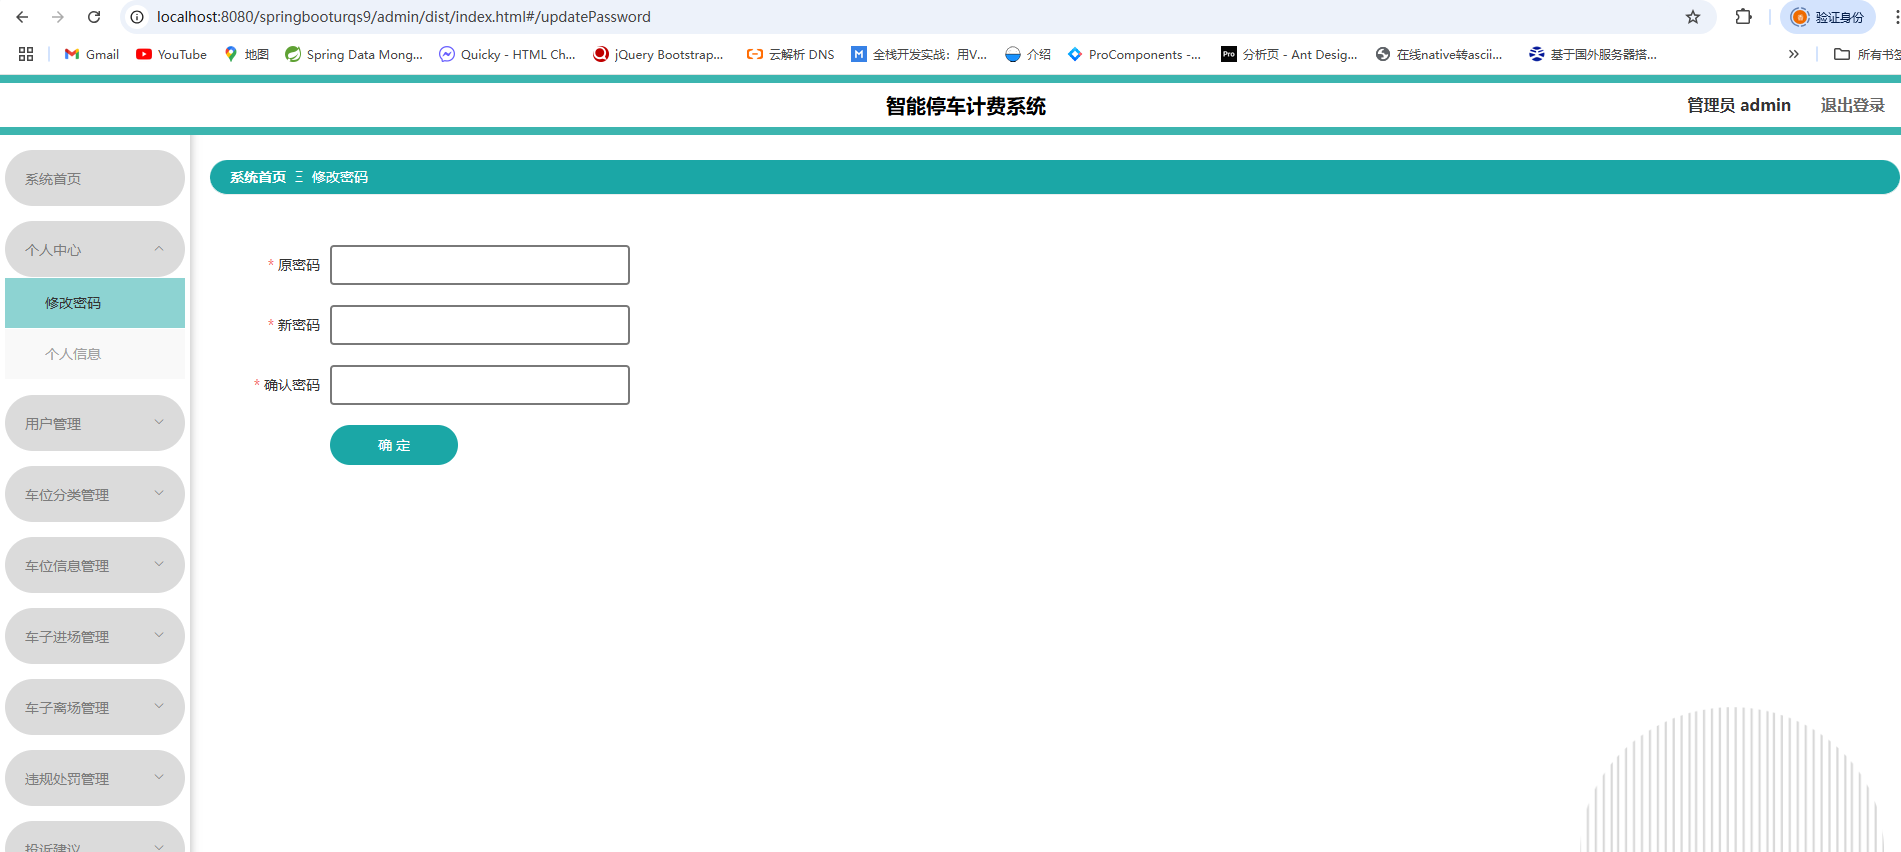 localhost:8080/springbooturqs9/admin/dist/index.html#/updatePassword
验证身份
Gmail
YouTube
地图
Spring Data Mong...
Quicky - HTML Ch...
jQuery Bootstrap...
云解析 DNS
全栈开发实战：用V...
介绍
ProComponents -...
Pro
分析页 - Ant Desig...
在线native转ascii...
基于国外服务器搭...
»
所有书签
智能停车计费系统
管理员 admin
退出登录
系统首页
个人中心
修改密码
个人信息
用户管理
车位分类管理
车位信息管理
车子进场管理
车子离场管理
违规处罚管理
投诉建议
系统首页 Ξ 修改密码
* 原密码
* 新密码
* 确认密码
确 定